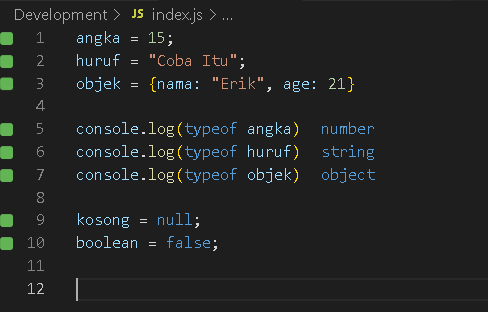 Development > JS index.js > ...
1 angka = 15;
2 huruf = "Coba Itu";
3 objek = {nama: "Erik", age: 21}
4
5 console.log(typeof angka) number
6 console.log(typeof huruf) string
7 console.log(typeof objek) object
8
9 kosong = null;
10 boolean = false;
11
12